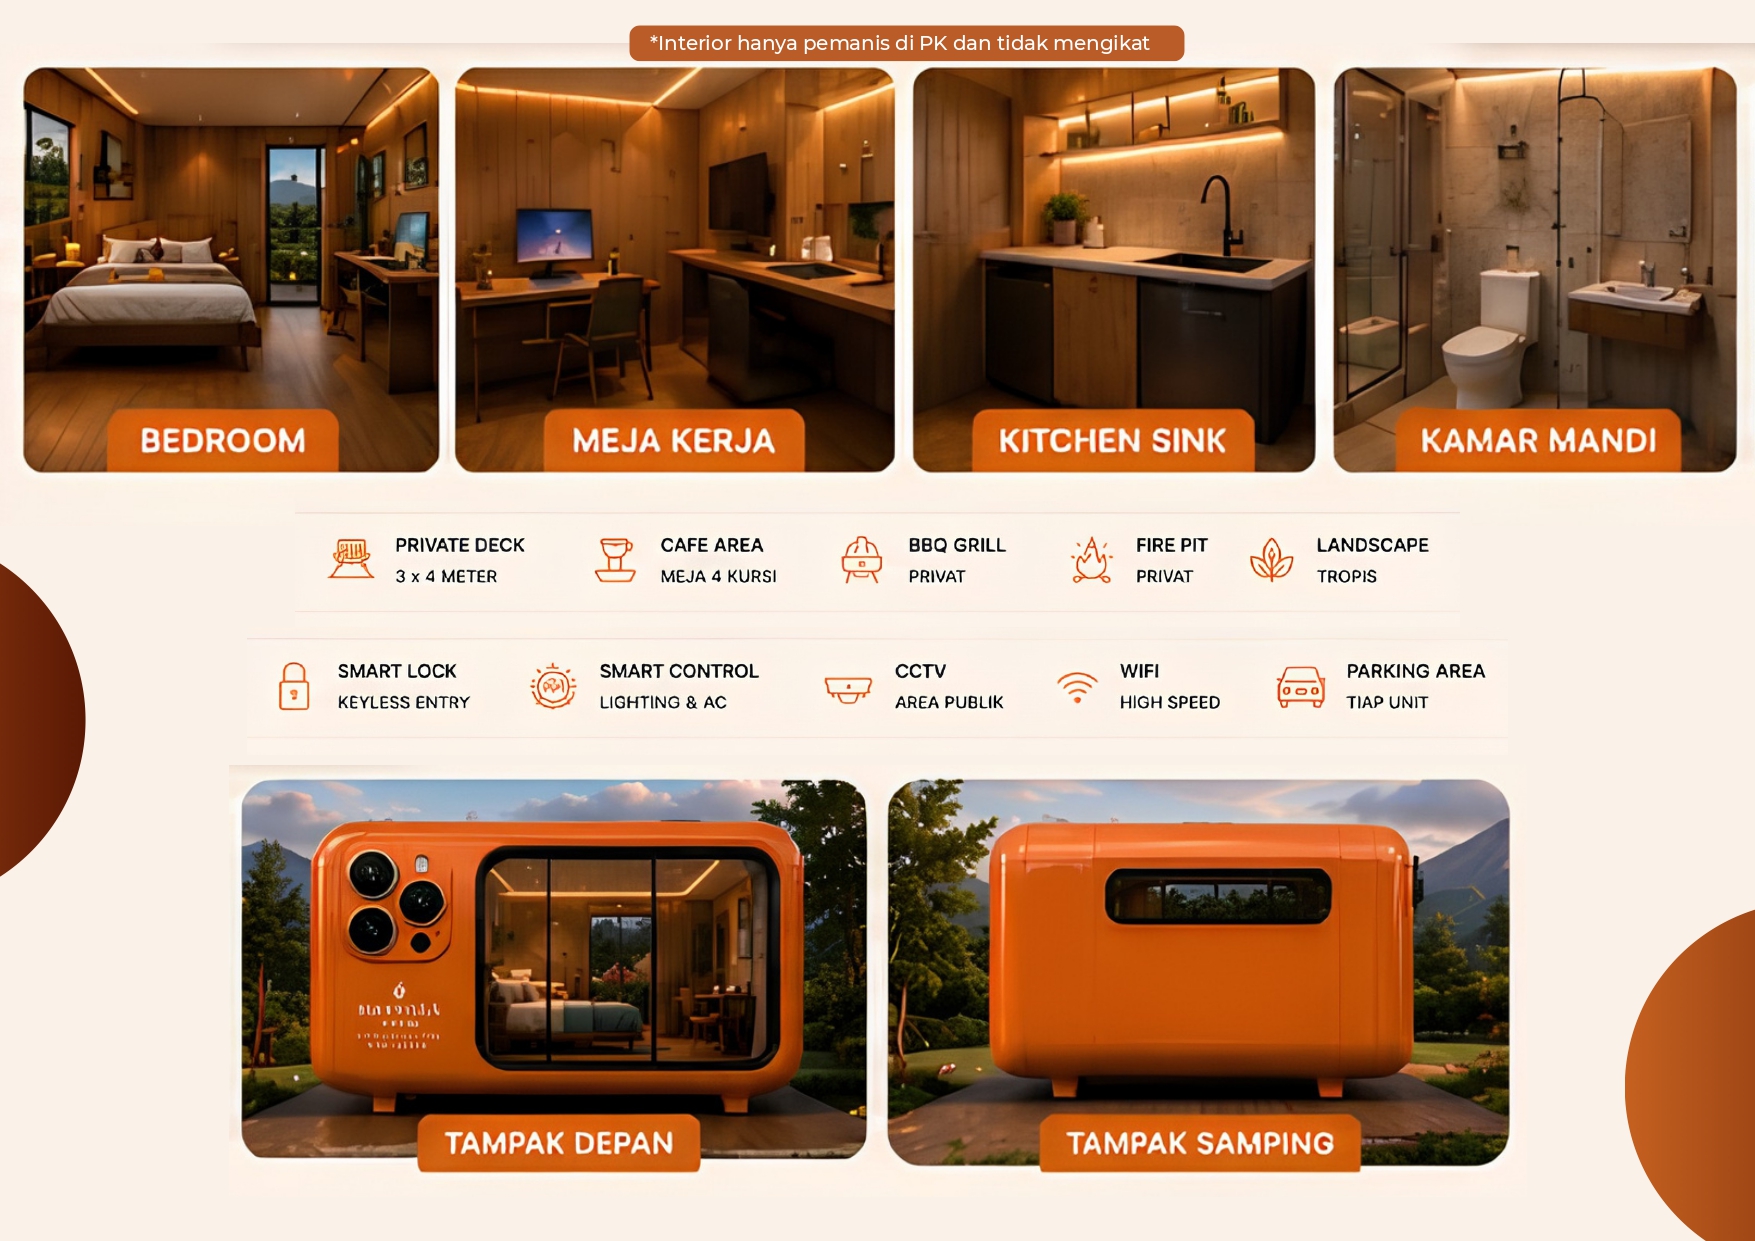 *Interior hanya pemanis di PK dan tidak mengikat
BEDROOM
MEJA KERJA
KITCHEN SINK
KAMAR MANDI
PRIVATE DECK
3 x 4 METER
CAFE AREA
MEJA 4 KURSI
BBQ GRILL
PRIVAT
FIRE PIT
PRIVAT
LANDSCAPE
TROPIS
SMART LOCK
KEYLESS ENTRY
SMART CONTROL
LIGHTING & AC
CCTV
AREA PUBLIK
WIFI
HIGH SPEED
PARKING AREA
TIAP UNIT
TAMPAK DEPAN
TAMPAK SAMPING